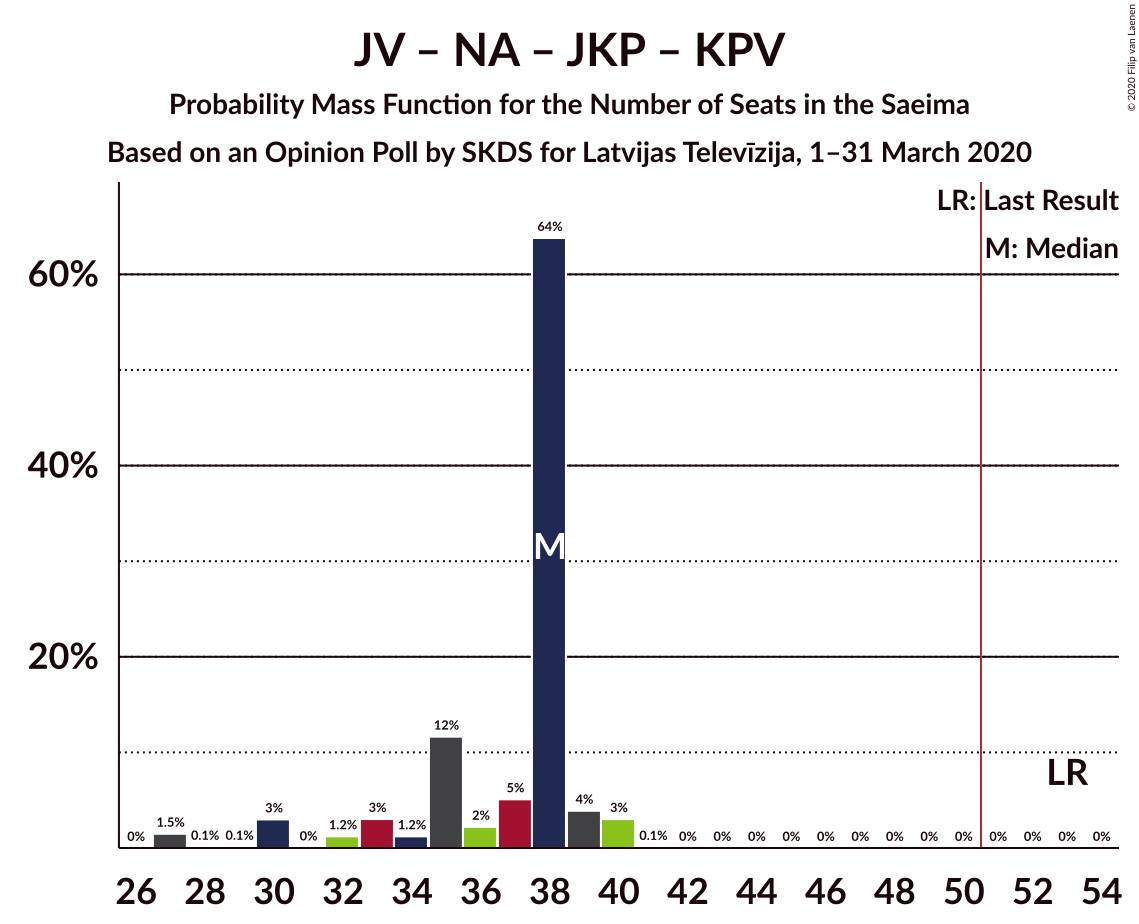 JV – NA – JKP – KPV
Probability Mass Function for the Number of Seats in the Saeima
Based on an Opinion Poll by SKDS for Latvijas Televīzija, 1–31 March 2020
© 2020 Filip van Laenen
LR: Last Result
M: Median
60%
40%
20%
0% 1.5% 0.1% 0.1% 3% 0% 1.2% 3% 1.2% 12% 2% 5% 64% 4% 3% 0.1% 0% 0% 0% 0% 0% 0% 0% 0% 0% 0% 0% 0% 0%
M
LR
26 28 30 32 34 36 38 40 42 44 46 48 50 52 54